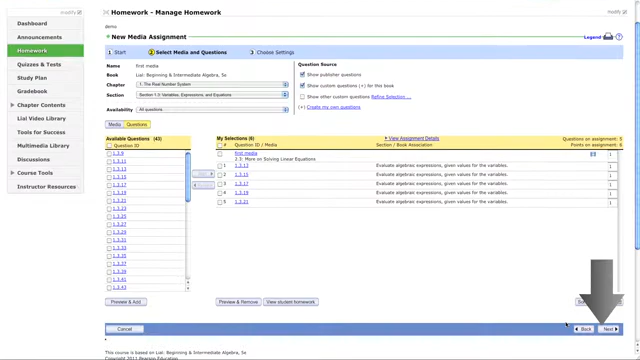 modify
Dashboard
Announcements
Homework
Quizzes & Tests
Study Plan
Gradebook
Chapter Contents
Lial Video Library
Tools for Success
Multimedia Library
Discussions
Course Tools
Instructor Resources
Homework - Manage Homework
modify
demo
New Media Assignment
Legend
1 Start
2 Select Media and Questions
3 Choose Settings
Name first media
Book Lial: Beginning & Intermediate Algebra, 5e
Chapter 1. The Real Number System
Section Section 1.3: Variables, Expressions, and Equations
Availability All questions
Question Source
Show publisher questions
Show custom questions (+) for this book
Show other custom questions Refine Selection ...
(+) Create my own questions
Media Questions
Available Questions (43)
Question ID
1.3.9
1.3.11
1.3.13
1.3.15
1.3.17
1.3.19
1.3.21
1.3.23
1.3.25
1.3.27
1.3.29
1.3.31
1.3.33
1.3.35
1.3.37
1.3.39
1.3.41
1.3.43
My Selections (6)
View Assignment Details
Questions on assignment: 5
Points on assignment: 6
# Question ID / Media Section / Book Association
first media 1
2.3: More on Solving Linear Equations
1 1.3.13 Evaluate algebraic expressions, given values for the variables. 1
2 1.3.15 Evaluate algebraic expressions, given values for the variables. 1
3 1.3.17 Evaluate algebraic expressions, given values for the variables. 1
4 1.3.19 Evaluate algebraic expressions, given values for the variables. 1
5 1.3.21 Evaluate algebraic expressions, given values for the variables. 1
Preview & Add
Preview & Remove
View student homework
Cancel
Back
Next
This course is based on Lial: Beginning & Intermediate Algebra, 5e
Copyright 2012 Pearson Education